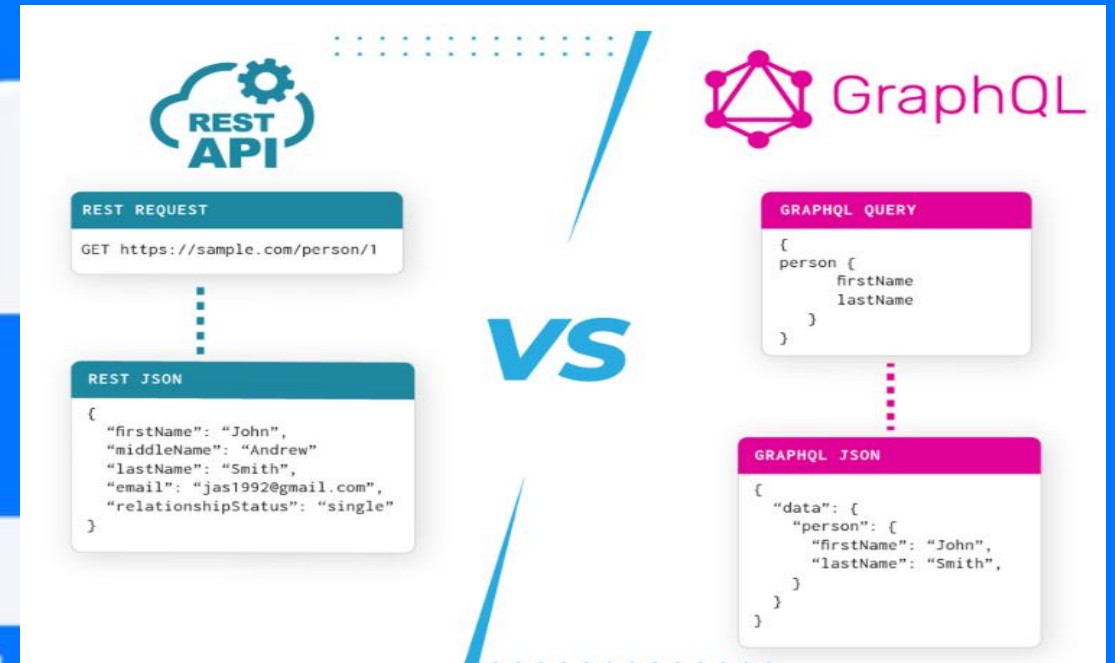 REST
API
REST REQUEST
GET https://sample.com/person/1
REST JSON
{
“firstName”: “John”,
“middleName”: “Andrew”
“lastName”: “Smith”,
“email”: “jas1992@gmail.com”,
“relationshipStatus”: “single”
}
VS
GraphQL
GRAPHQL QUERY
{
person {
firstName
lastName
}
}
GRAPHQL JSON
{
“data”: {
“person”: {
“firstName”: “John”,
“lastName”: “Smith”,
}
}
}